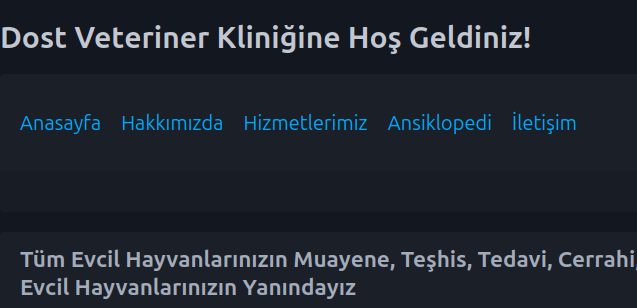 Dost Veteriner Kliniğine Hoş Geldiniz!
Anasayfa Hakkımızda Hizmetlerimiz Ansiklopedi İletişim
Tüm Evcil Hayvanlarınızın Muayene, Teşhis, Tedavi, Cerrahi,
Evcil Hayvanlarınızın Yanındayız